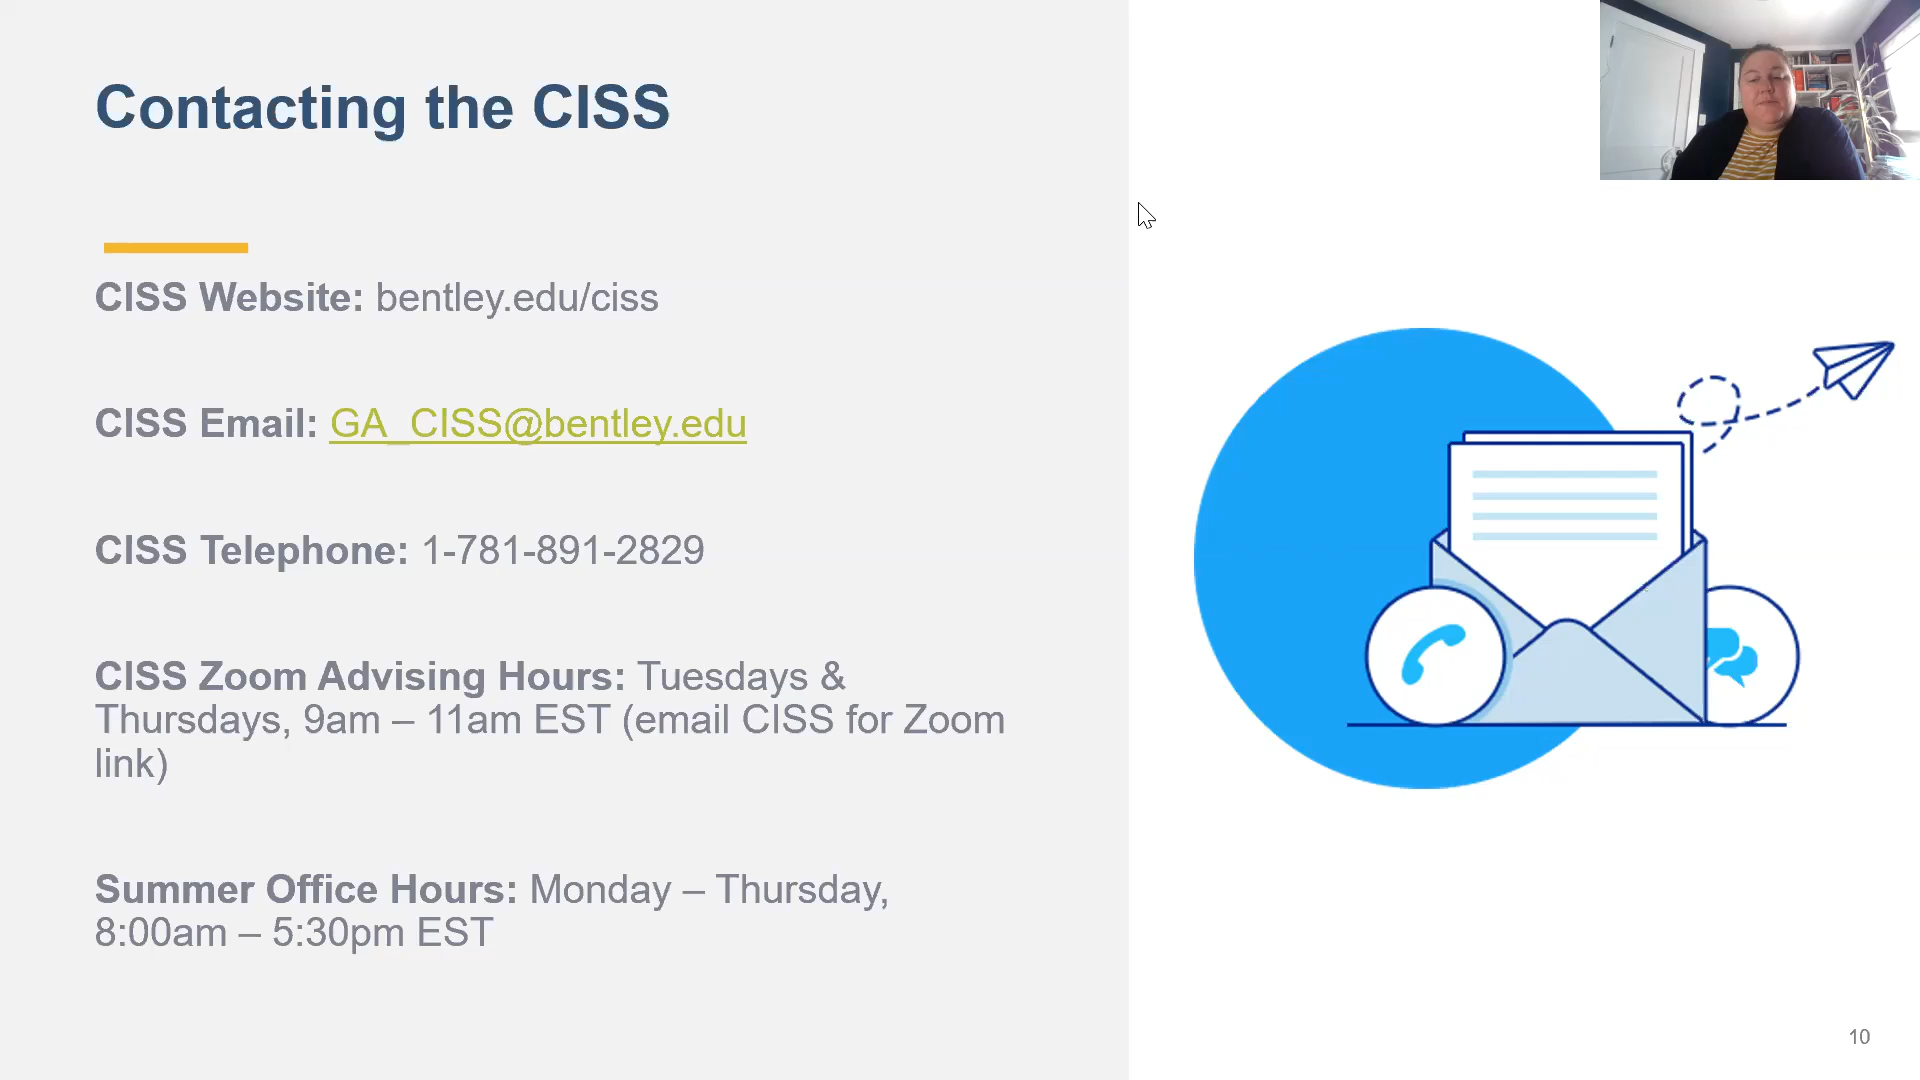 Contacting the CISS
CISS Website: bentley.edu/ciss
CISS Email: GA_CISS@bentley.edu
CISS Telephone: 1-781-891-2829
CISS Zoom Advising Hours: Tuesdays &
Thursdays, 9am – 11am EST (email CISS for Zoom
link)
Summer Office Hours: Monday – Thursday,
8:00am – 5:30pm EST
10